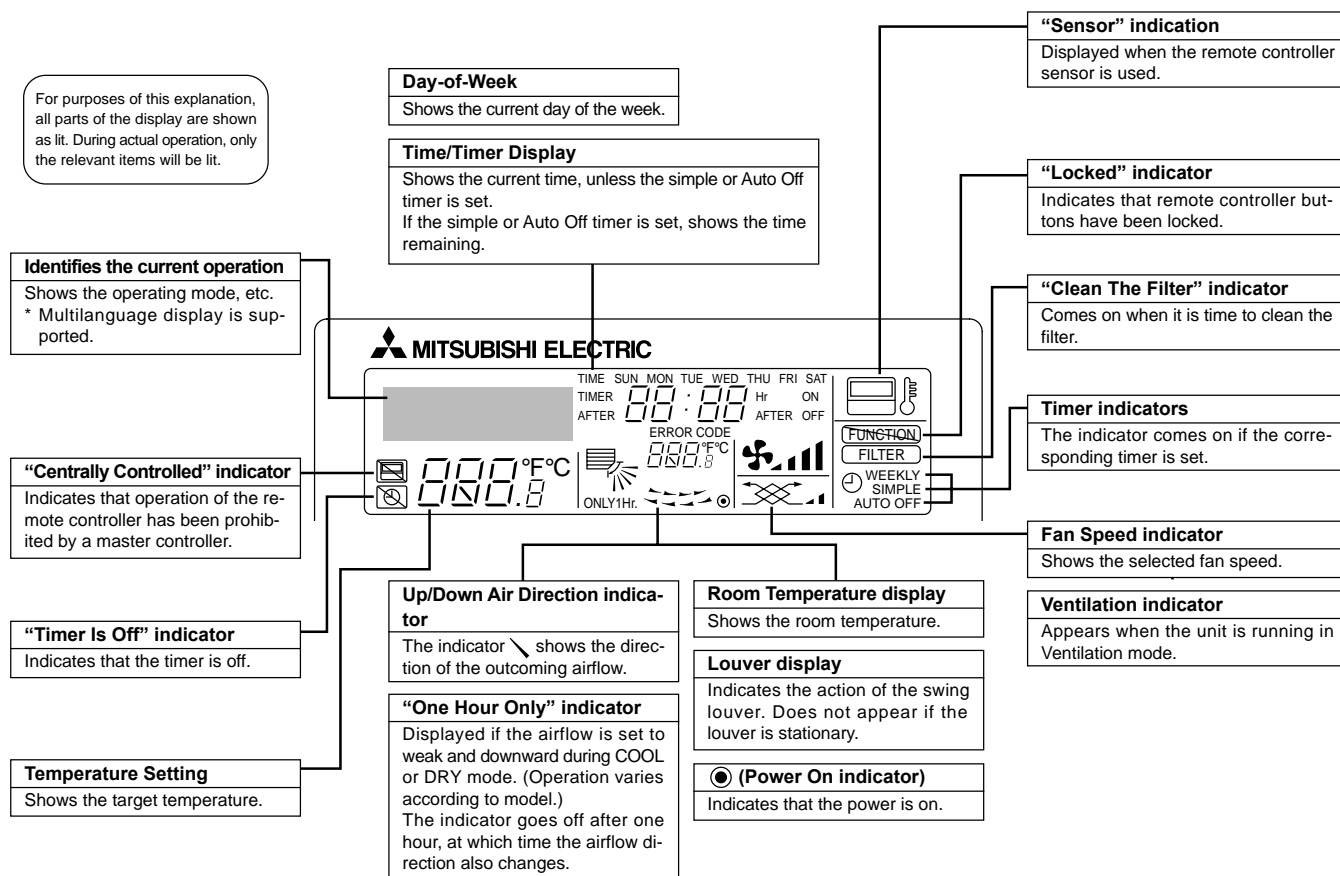 For purposes of this explanation,
all parts of the display are shown
as lit. During actual operation, only
the relevant items will be lit.
Identifies the current operation
Shows the operating mode, etc.
* Multilanguage display is sup-
ported.
"Centrally Controlled" indicator
Indicates that operation of the re-
mote controller has been prohib-
ited by a master controller.
"Timer Is Off" indicator
Indicates that the timer is off.
Temperature Setting
Shows the target temperature.
Day-of-Week
Shows the current day of the week.
Time/Timer Display
Shows the current time, unless the simple or Auto Off
timer is set.
If the simple or Auto Off timer is set, shows the time
remaining.
MITSUBISHI ELECTRIC
TIME SUN MON TUE WED THU FRI SAT
TIMER 88:88 Hr ON
AFTER AFTER OFF
ERROR CODE
888.8 °F°C
888.8 °F°C
ONLY1Hr.
FUNCTION
FILTER
WEEKLY
SIMPLE
AUTO OFF
Up/Down Air Direction indica-
tor
The indicator shows the direc-
tion of the outcoming airflow.
"One Hour Only" indicator
Displayed if the airflow is set to
weak and downward during COOL
or DRY mode. (Operation varies
according to model.)
The indicator goes off after one
hour, at which time the airflow di-
rection also changes.
Room Temperature display
Shows the room temperature.
Louver display
Indicates the action of the swing
louver. Does not appear if the
louver is stationary.
(Power On indicator)
Indicates that the power is on.
"Sensor" indication
Displayed when the remote controller
sensor is used.
"Locked" indicator
Indicates that remote controller but-
tons have been locked.
"Clean The Filter" indicator
Comes on when it is time to clean the
filter.
Timer indicators
The indicator comes on if the corre-
sponding timer is set.
Fan Speed indicator
Shows the selected fan speed.
Ventilation indicator
Appears when the unit is running in
Ventilation mode.